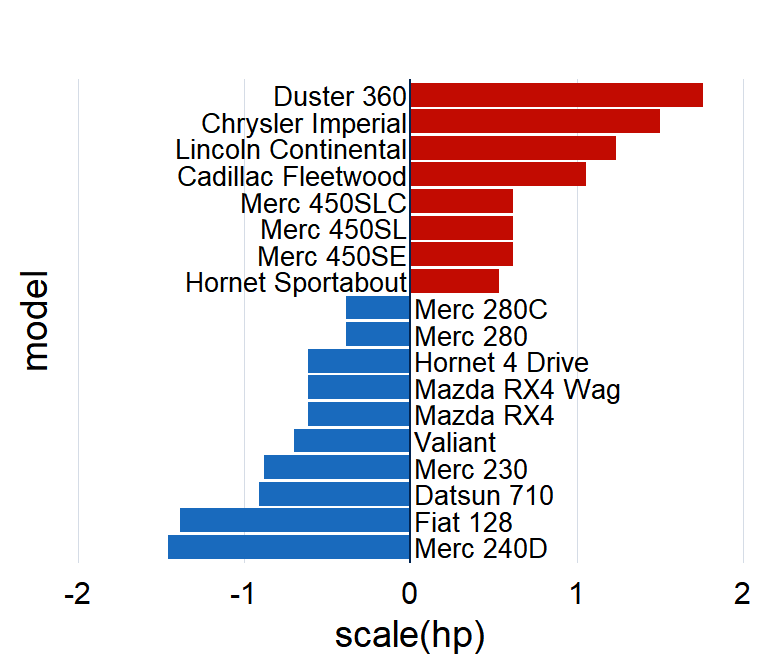 Duster 360
Chrysler Imperial
Lincoln Continental
Cadillac Fleetwood
Merc 450SLC
Merc 450SL
Merc 450SE
Hornet Sportabout
Merc 280C
Merc 280
Hornet 4 Drive
Mazda RX4 Wag
Mazda RX4
Valiant
Merc 230
Datsun 710
Fiat 128
Merc 240D
model
-2 -1 0 1 2
scale(hp)